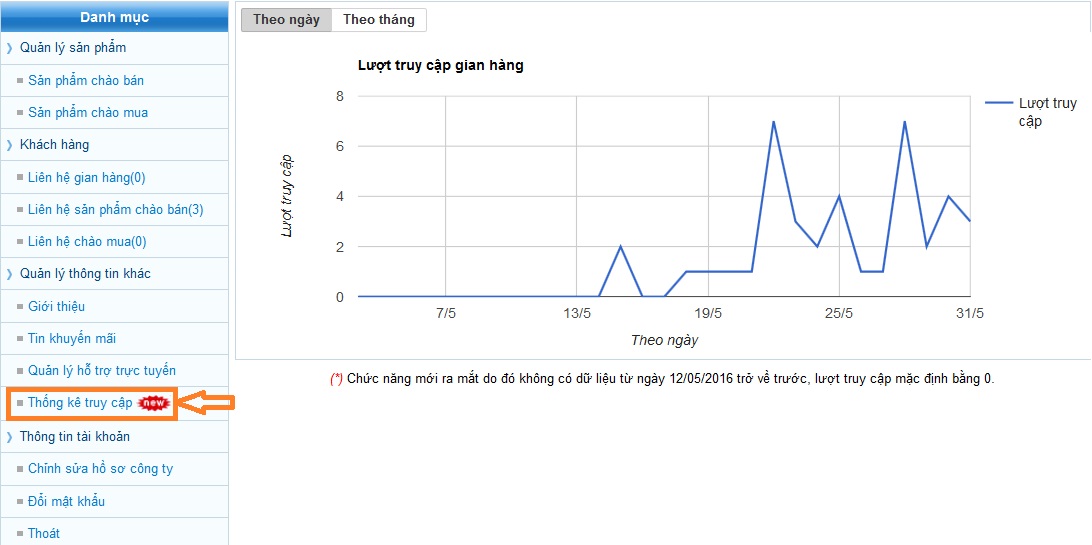 Danh mục
Quản lý sản phẩm
Sản phẩm chào bán
Sản phẩm chào mua
Khách hàng
Liên hệ gian hàng(0)
Liên hệ sản phẩm chào bán(3)
Liên hệ chào mua(0)
Quản lý thông tin khác
Giới thiệu
Tin khuyến mãi
Quản lý hỗ trợ trực tuyến
Thống kê truy cập new
Thông tin tài khoản
Chỉnh sửa hồ sơ công ty
Đổi mật khẩu
Thoát
Theo ngày Theo tháng
Lượt truy cập gian hàng
8
6
4
2
0
Lượt truy cập
7/5 13/5 19/5 25/5 31/5
Theo ngày
Lượt truy
cập
(*) Chức năng mới ra mắt do đó không có dữ liệu từ ngày 12/05/2016 trở về trước, lượt truy cập mặc định bằng 0.